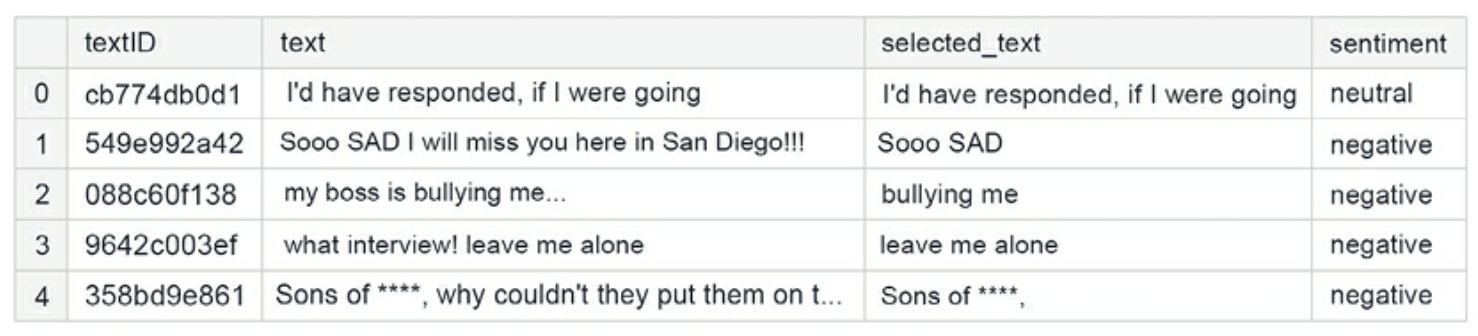 textID text selected_text sentiment
0 cb774db0d1 I'd have responded, if I were going I'd have responded, if I were going neutral
1 549e992a42 Sooo SAD I will miss you here in San Diego!!! Sooo SAD negative
2 088c60f138 my boss is bullying me... bullying me negative
3 9642c003ef what interview! leave me alone leave me alone negative
4 358bd9e861 Sons of ****, why couldn't they put them on t... Sons of ****, negative